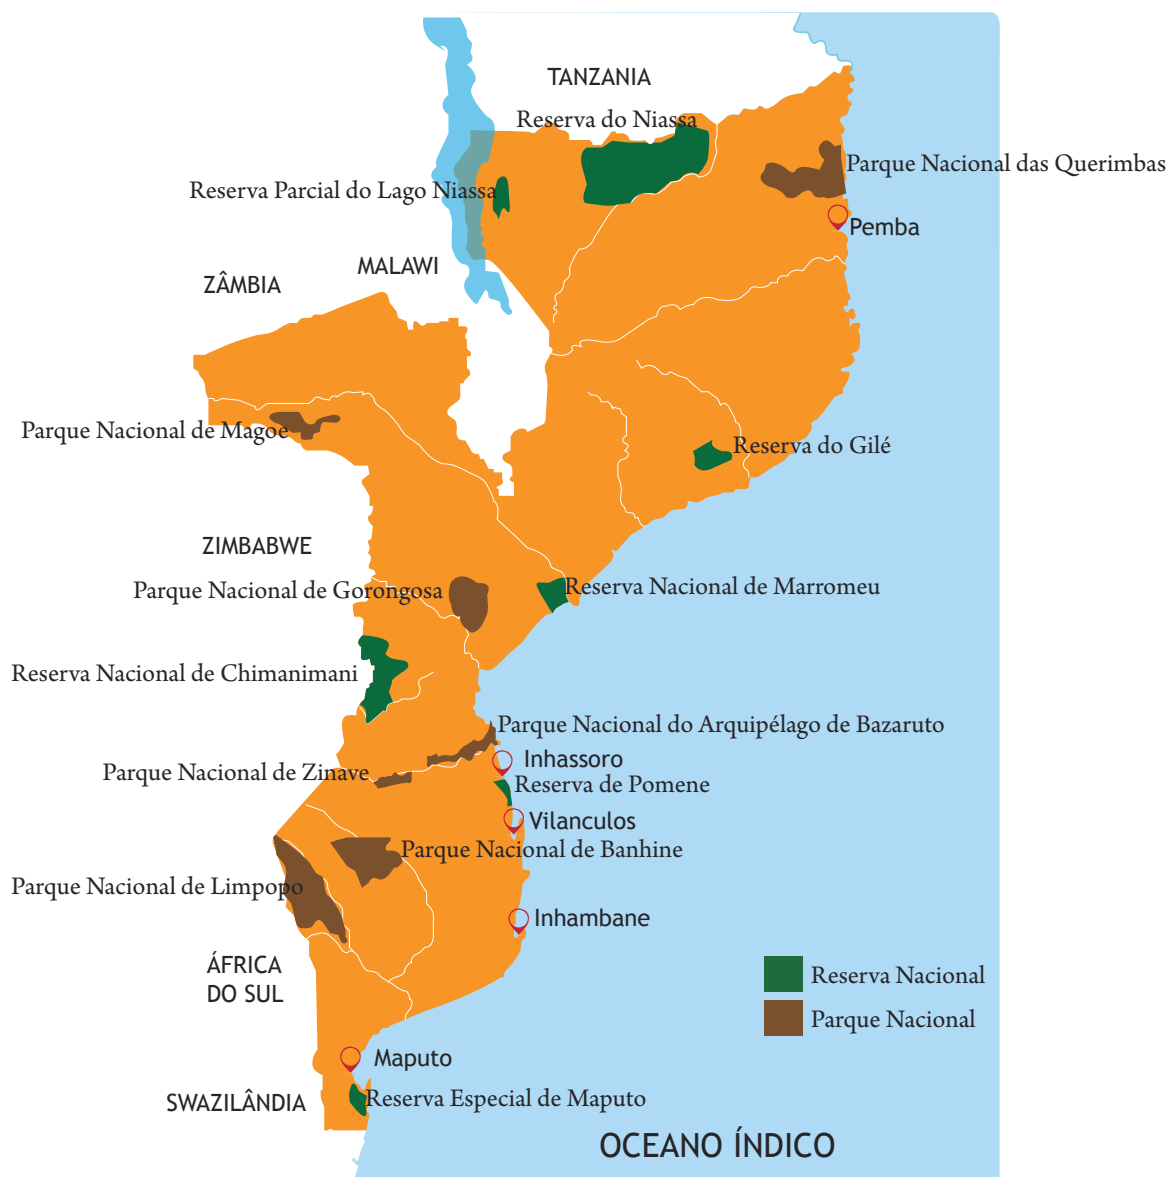 TANZANIA
Reserva do Niassa
Parque Nacional das Querimbas
Reserva Parcial do Lago Niassa
Pemba
MALAWI
ZÂMBIA
Parque Nacional de Magoe
Reserva do Gilé
ZIMBABWE
Parque Nacional de Gorongosa
Reserva Nacional de Marromeu
Reserva Nacional de Chimanimani
Parque Nacional do Arquipélago de Bazaruto
Inhassoro
Parque Nacional de Zinave
Reserva de Pomene
Vilanculos
Parque Nacional de Banhine
Parque Nacional de Limpopo
Inhambane
ÁFRICA
DO SUL
Reserva Nacional
Parque Nacional
Maputo
SWAZILÂNDIA
Reserva Especial de Maputo
OCEANO ÍNDICO